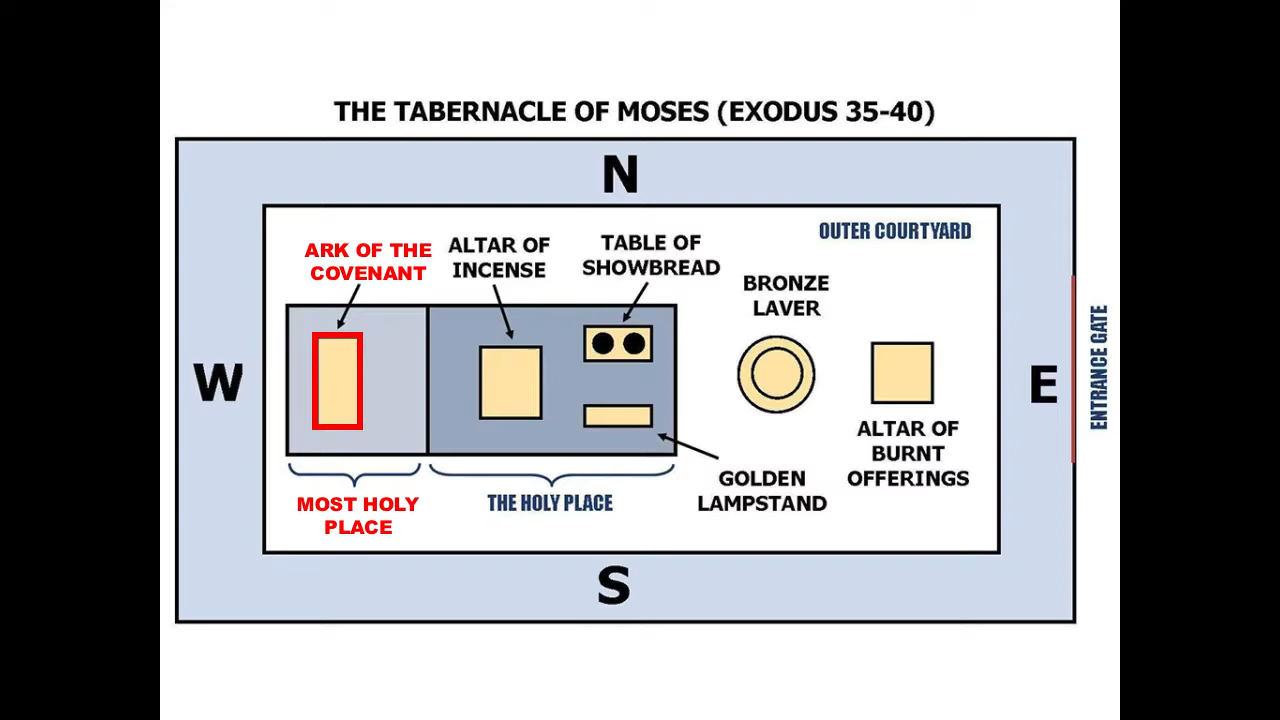 THE TABERNACLE OF MOSES (EXODUS 35-40)
N
OUTER COURTYARD
ARK OF THE
COVENANT
ALTAR OF
INCENSE
TABLE OF
SHOWBREAD
BRONZE
LAVER
W
E
ENTRANCE GATE
ALTAR OF
BURNT
OFFERINGS
GOLDEN
LAMPSTAND
MOST HOLY
PLACE
THE HOLY PLACE
S